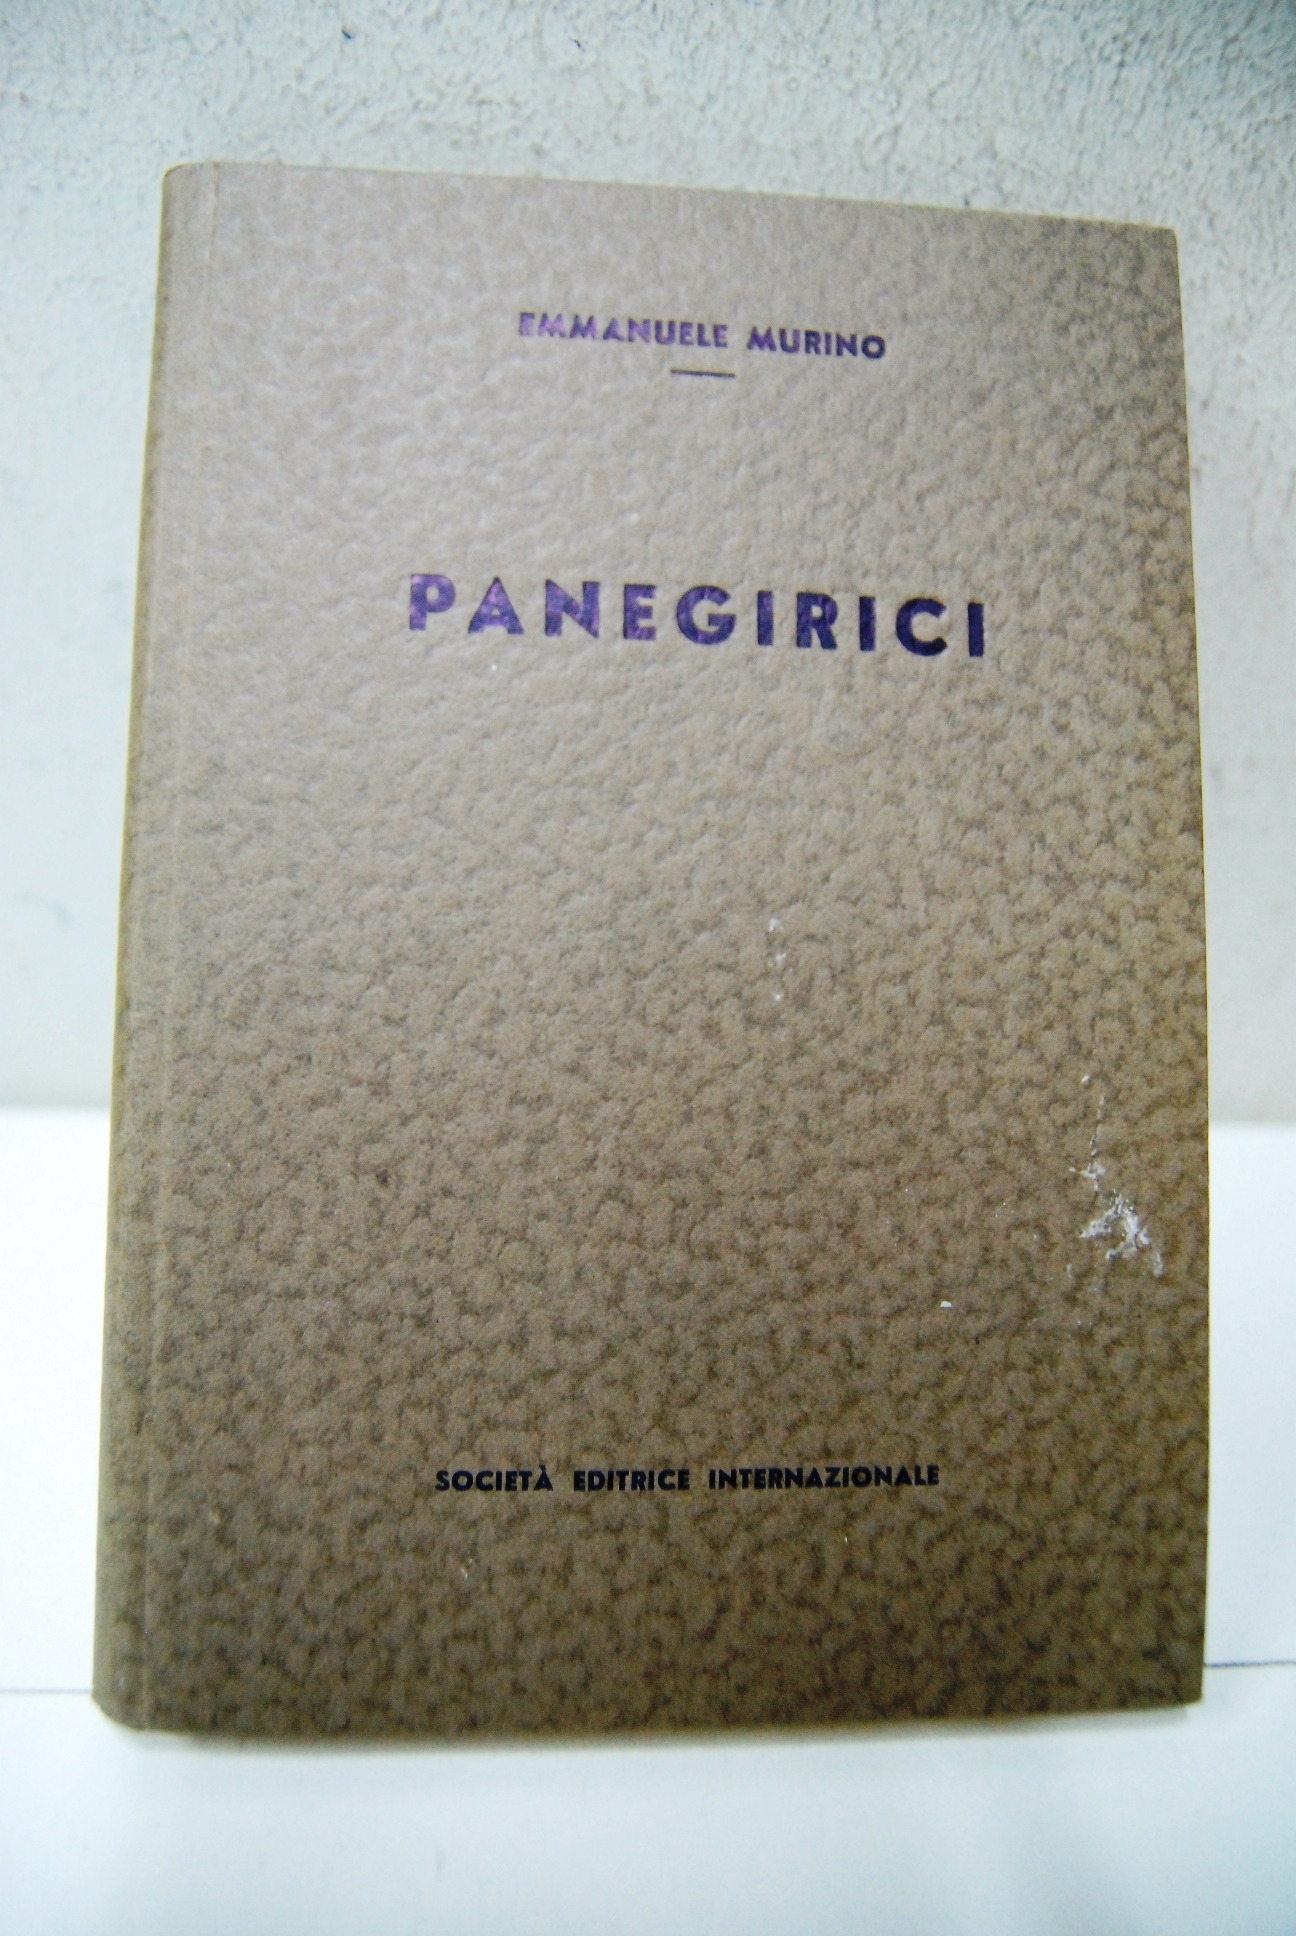 EMMANUELE MURINO
PANEGIRICI
SOCIETÀ EDITRICE INTERNAZIONALE